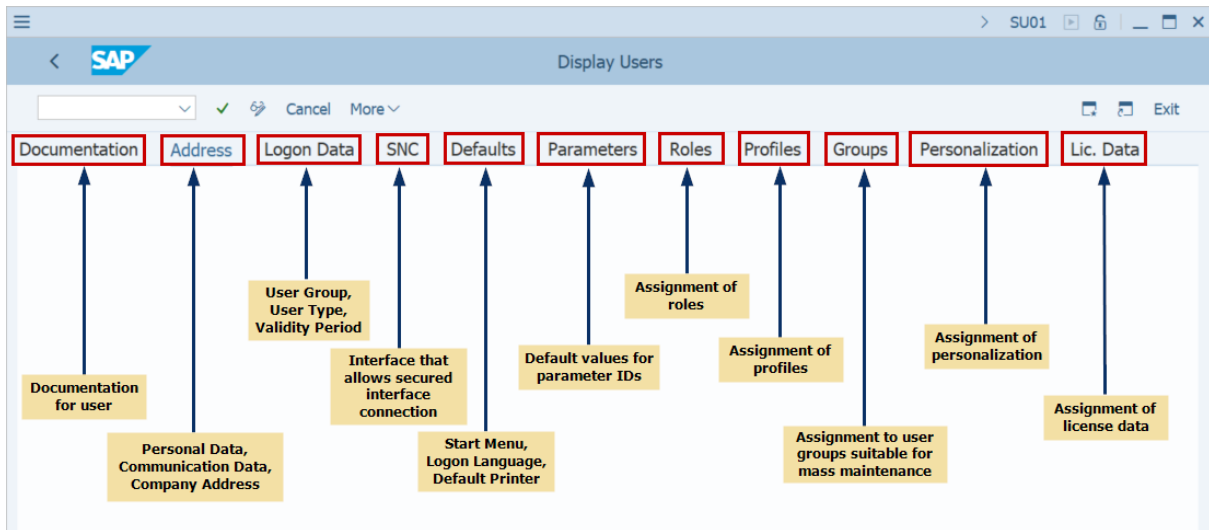 SU01
SAP
Display Users
Cancel More
Exit
Documentation Address Logon Data SNC Defaults Parameters Roles Profiles Groups Personalization Lic. Data
User Group,
User Type,
Validity Period
Assignment of
roles
Interface that
allows secured
interface
connection
Default values for
parameter IDs
Assignment of
profiles
Assignment of
personalization
Documentation
for user
Assignment of
license data
Personal Data,
Communication Data,
Company Address
Start Menu,
Logon Language,
Default Printer
Assignment to user
groups suitable for
mass maintenance